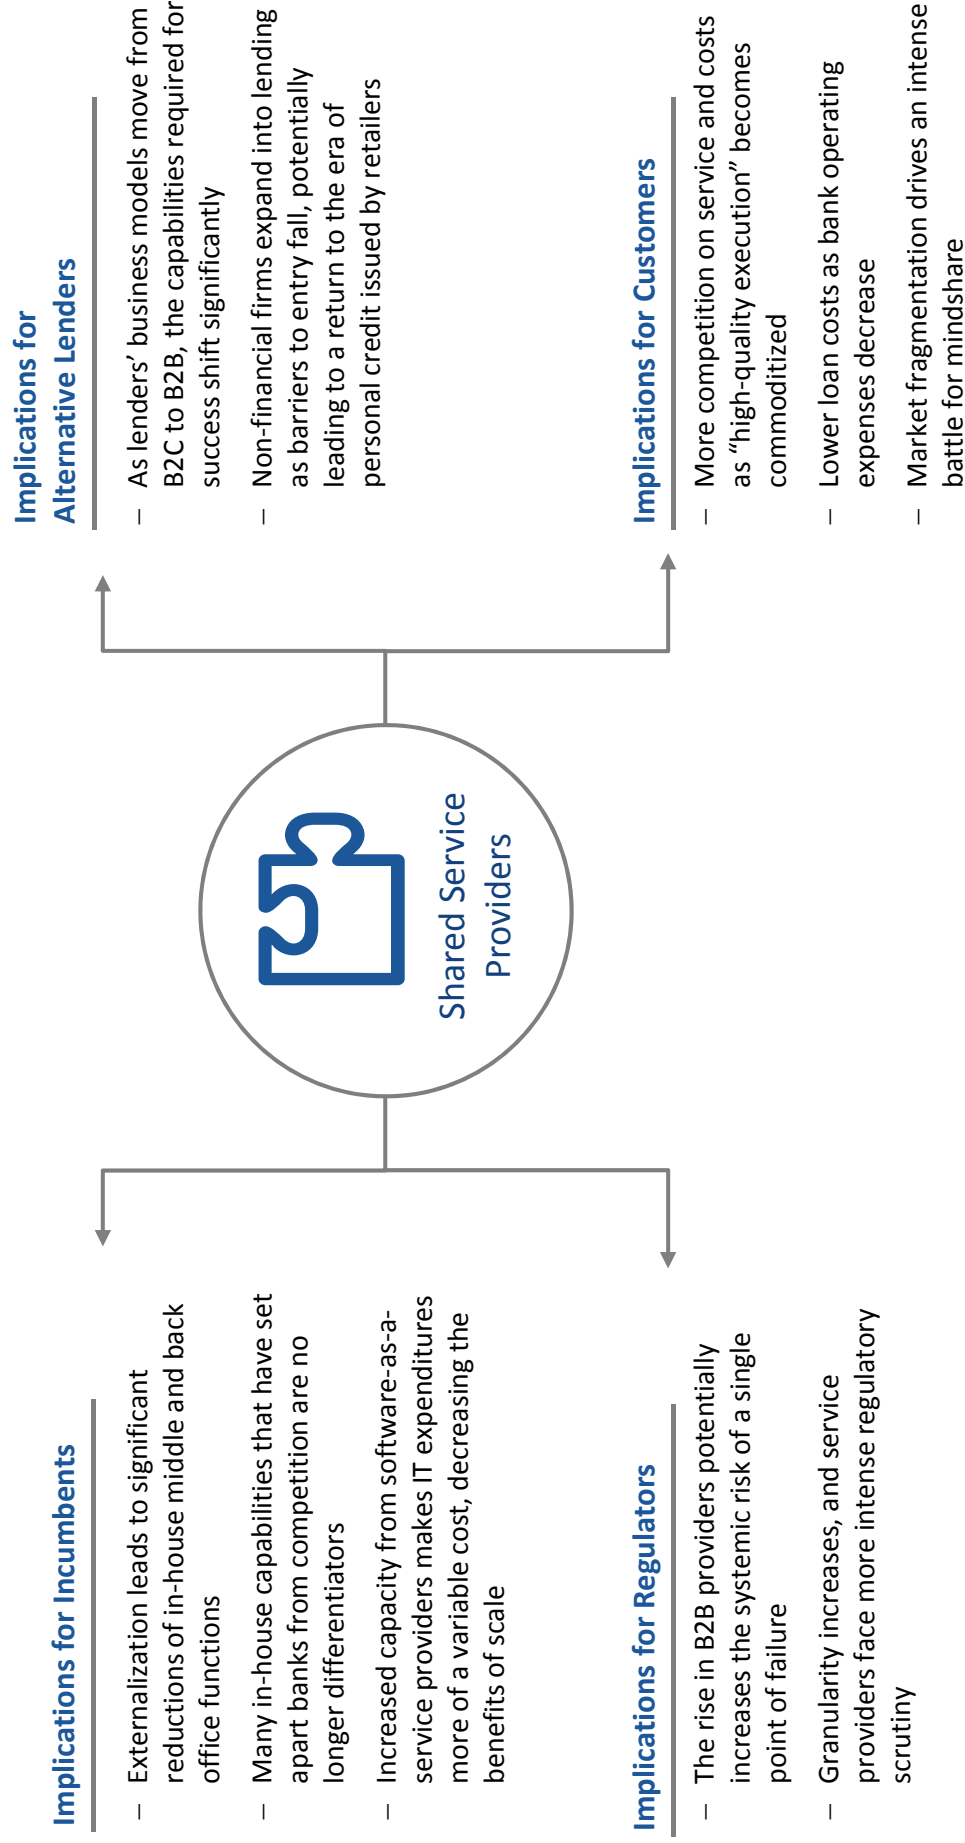 Implications for Incumbents
– Externalization leads to significant
reductions of in-house middle and back
office functions
– Many in-house capabilities that have set
apart banks from competition are no
longer differentiators
– Increased capacity from software-as-a-
service providers makes IT expenditures
more of a variable cost, decreasing the
benefits of scale
Implications for
Alternative Lenders
– As lenders’ business models move from
B2C to B2B, the capabilities required for
success shift significantly
– Non-financial firms expand into lending
as barriers to entry fall, potentially
leading to a return to the era of
personal credit issued by retailers
Shared Service
Providers
Implications for Regulators
– The rise in B2B providers potentially
increases the systemic risk of a single
point of failure
– Granularity increases, and service
providers face more intense regulatory
scrutiny
Implications for Customers
– More competition on service and costs
as “high-quality execution” becomes
commoditized
– Lower loan costs as bank operating
expenses decrease
– Market fragmentation drives an intense
battle for mindshare